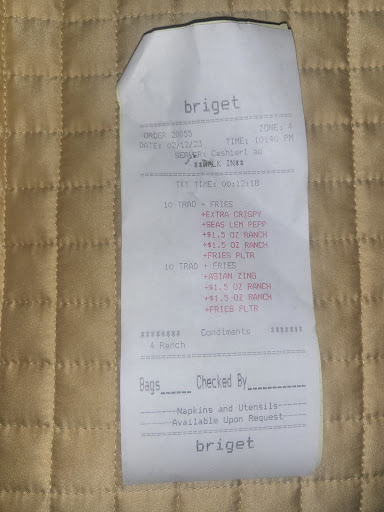 briget
ORDER 20055 ZONE: 4
DATE: 02/12/23 TIME: 10:40 PM
SERVER: Cashier1 ao
**WALK IN**
TXT TIME: 00:12:18
10 TRAD + FRIES
+EXTRA CRISPY
+SEAS LEM PEPP
+$1.5 OZ RANCH
+$1.5 OZ RANCH
+FRIES PLTR
10 TRAD + FRIES
+ASIAN ZING
+$1.5 OZ RANCH
+$1.5 OZ RANCH
+FRIES PLTR
******** Condiments *******
4 Ranch
Bags______ Checked By____________
-------Napkins and Utensils-------
------Available Upon Request------
briget